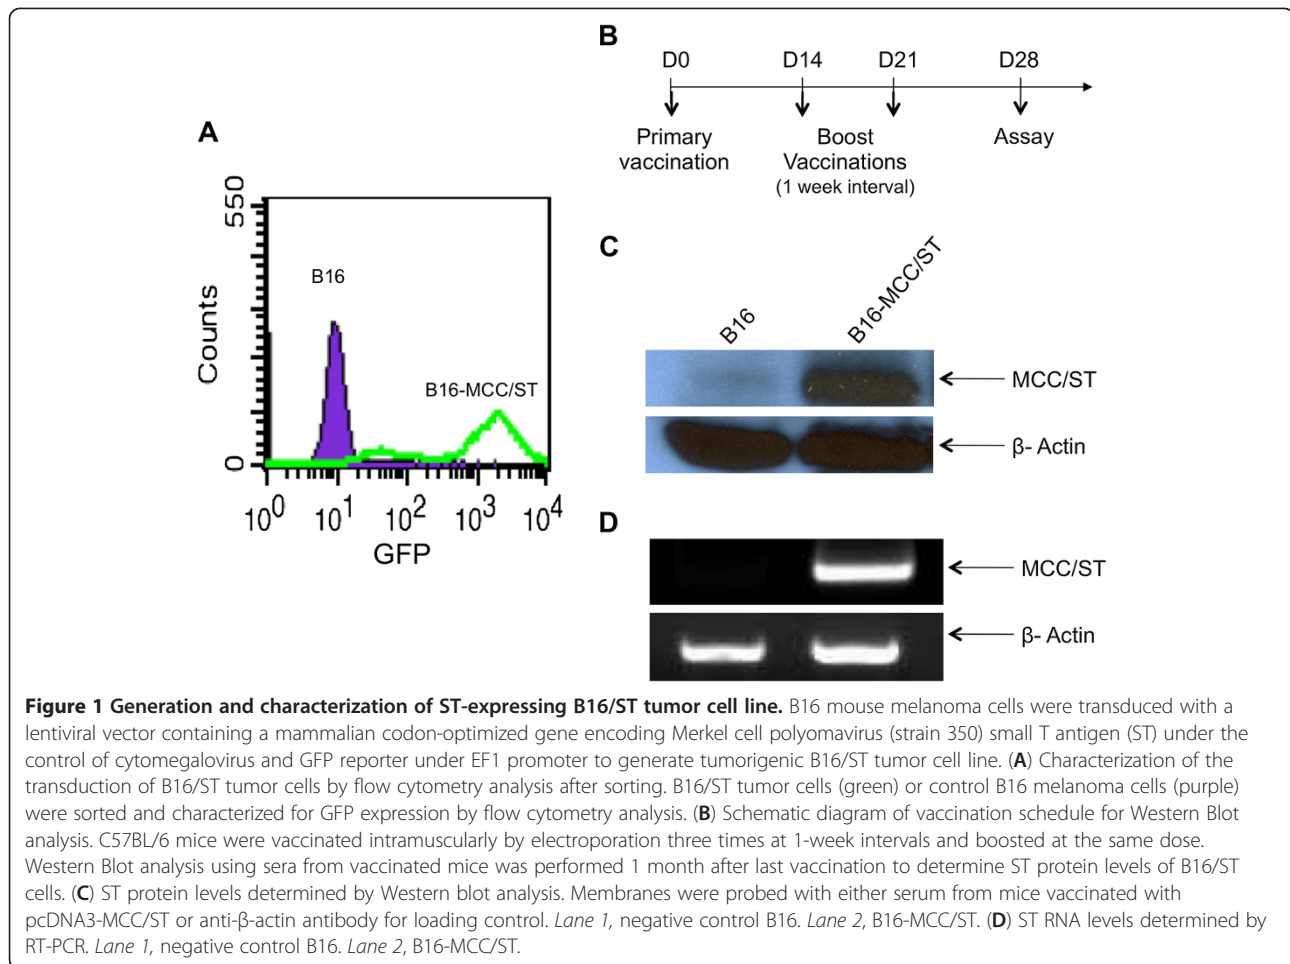 B
D0 D14 D21 D28
Primary vaccination
Boost Vaccinations (1 week interval)
Assay
A
550
Counts
0
B16
B16-MCC/ST
10⁰ 10¹ 10² 10³ 10⁴
GFP
C
B16 B16-MCC/ST
MCC/ST
β- Actin
D
MCC/ST
β- Actin
Figure 1 Generation and characterization of ST-expressing B16/ST tumor cell line. B16 mouse melanoma cells were transduced with a
lentiviral vector containing a mammalian codon-optimized gene encoding Merkel cell polyomavirus (strain 350) small T antigen (ST) under the
control of cytomegalovirus and GFP reporter under EF1 promoter to generate tumorigenic B16/ST tumor cell line. (A) Characterization of the
transduction of B16/ST tumor cells by flow cytometry analysis after sorting. B16/ST tumor cells (green) or control B16 melanoma cells (purple)
were sorted and characterized for GFP expression by flow cytometry analysis. (B) Schematic diagram of vaccination schedule for Western Blot
analysis. C57BL/6 mice were vaccinated intramuscularly by electroporation three times at 1-week intervals and boosted at the same dose.
Western Blot analysis using sera from vaccinated mice was performed 1 month after last vaccination to determine ST protein levels of B16/ST
cells. (C) ST protein levels determined by Western blot analysis. Membranes were probed with either serum from mice vaccinated with
pcDNA3-MCC/ST or anti-β-actin antibody for loading control. Lane 1, negative control B16. Lane 2, B16-MCC/ST. (D) ST RNA levels determined by
RT-PCR. Lane 1, negative control B16. Lane 2, B16-MCC/ST.